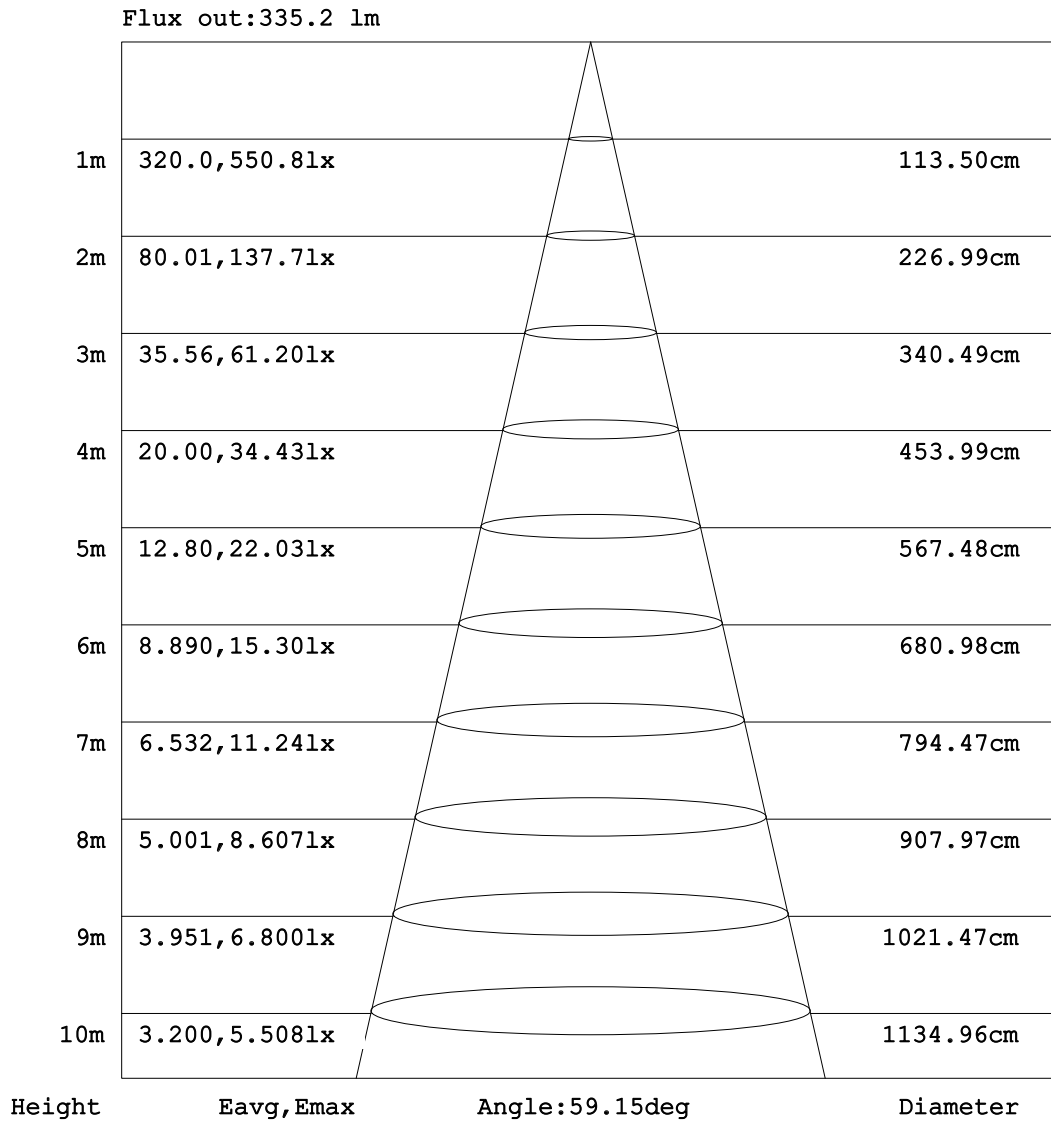 Flux out:335.2 lm
1m 320.0,550.8lx 113.50cm
2m 80.01,137.7lx 226.99cm
3m 35.56,61.20lx 340.49cm
4m 20.00,34.43lx 453.99cm
5m 12.80,22.03lx 567.48cm
6m 8.890,15.30lx 680.98cm
7m 6.532,11.24lx 794.47cm
8m 5.001,8.607lx 907.97cm
9m 3.951,6.800lx 1021.47cm
10m 3.200,5.508lx 1134.96cm
Height Eavg,Emax Angle:59.15deg Diameter